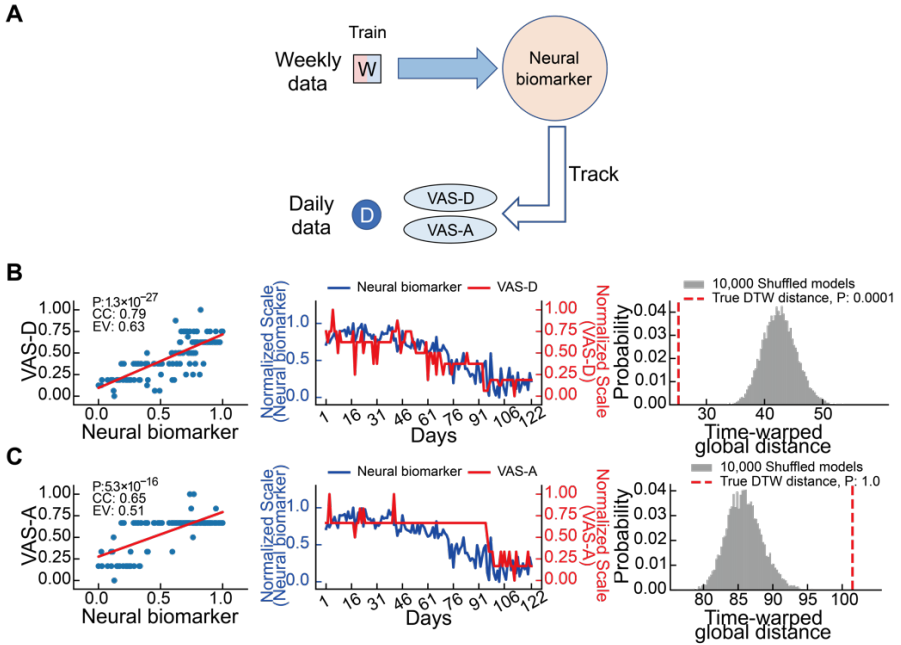 A
Train
Weekly
data
W
Neural
biomarker
Track
Daily
data
D
VAS-D
VAS-A
B
P:1.3×10⁻²⁷
CC: 0.79
EV: 0.63
1.00
0.75
0.50
0.25
0.00
VAS-D
0.0 0.5 1.0
Neural biomarker
Neural biomarker VAS-D
Normalized Scale
(Neural biomarker)
1.0
0.5
0.0
1.00
0.75
0.50
0.25
0.00
Normalized Scale
(VAS-D)
1 16 31 46 61 76 91 106 122
Days
10,000 Shuffled models
True DTW distance, P: 0.0001
Probability
0.04
0.03
0.02
0.01
0.00
30 40 50
Time-warped
global distance
C
P:5.3×10⁻¹⁶
CC: 0.65
EV: 0.51
1.00
0.75
0.50
0.25
0.00
VAS-A
0.0 0.5 1.0
Neural biomarker
Neural biomarker VAS-A
Normalized Scale
(Neural biomarker)
1.0
0.5
0.0
1.00
0.75
0.50
0.25
0.00
Normalized Scale
(VAS-A)
1 16 31 46 61 76 91 106 122
Days
10,000 Shuffled models
True DTW distance, P: 1.0
Probability
0.04
0.03
0.02
0.01
0.00
80 85 90 95 100
Time-warped
global distance